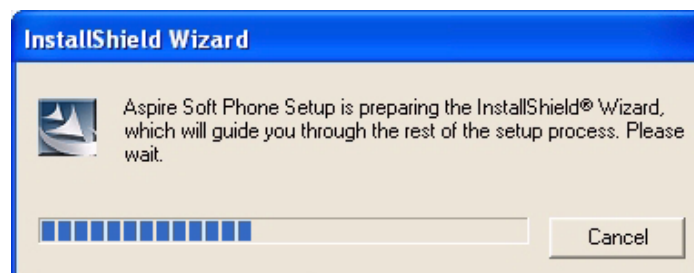 InstallShield Wizard
Aspire Soft Phone Setup is preparing the InstallShield® Wizard,
which will guide you through the rest of the setup process. Please
wait.
Cancel